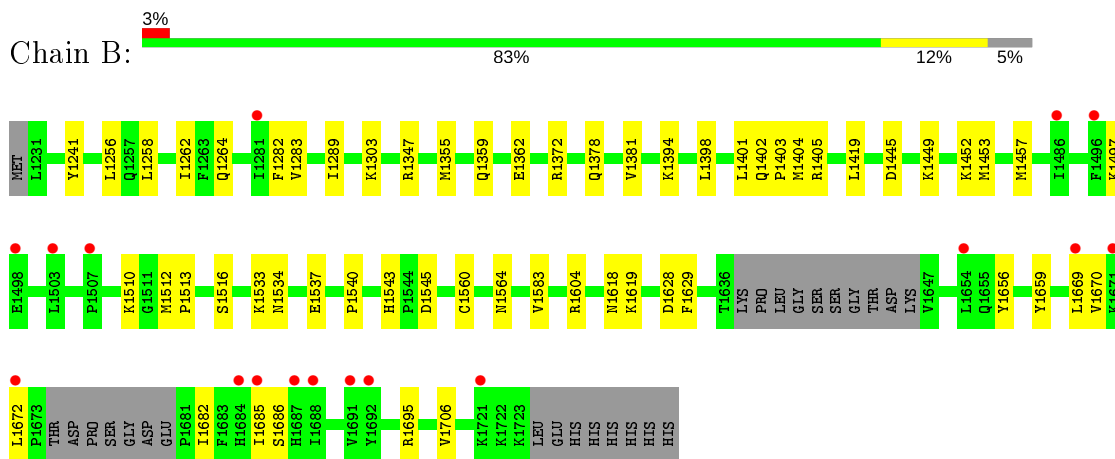 3%
Chain B:
83% 12% 5%
MET L1231 Y1241 L1256 Q1257 L1258 I1262 F1263 Q1264 I1281 F1282 V1283 I1289 K1303 R1347 M1355 Q1359 E1362 R1372 Q1378 V1381 K1394 L1398 L1401 Q1402 P1403 M1404 R1405 L1419 D1445 K1449 K1452 M1453 M1457 I1486 F1496 K1497
E1498 L1503 P1507 K1510 G1511 M1512 P1513 S1516 K1533 N1534 E1537 P1540 H1543 P1544 D1545 C1560 N1564 V1583 R1604 N1618 K1619 D1628 F1629 T1636 LYS PRO LEU GLY SER SER GLY THR ASP LYS V1647 L1654 Q1655 Y1656 Y1659 L1669 V1670 K1671
L1672 P1673 THR ASP PRO SER GLY ASP GLU P1681 I1682 F1683 H1684 I1685 S1686 H1687 I1688 V1691 Y1692 R1695 V1706 K1721 K1722 K1723 LEU GLU HIS HIS HIS HIS HIS HIS